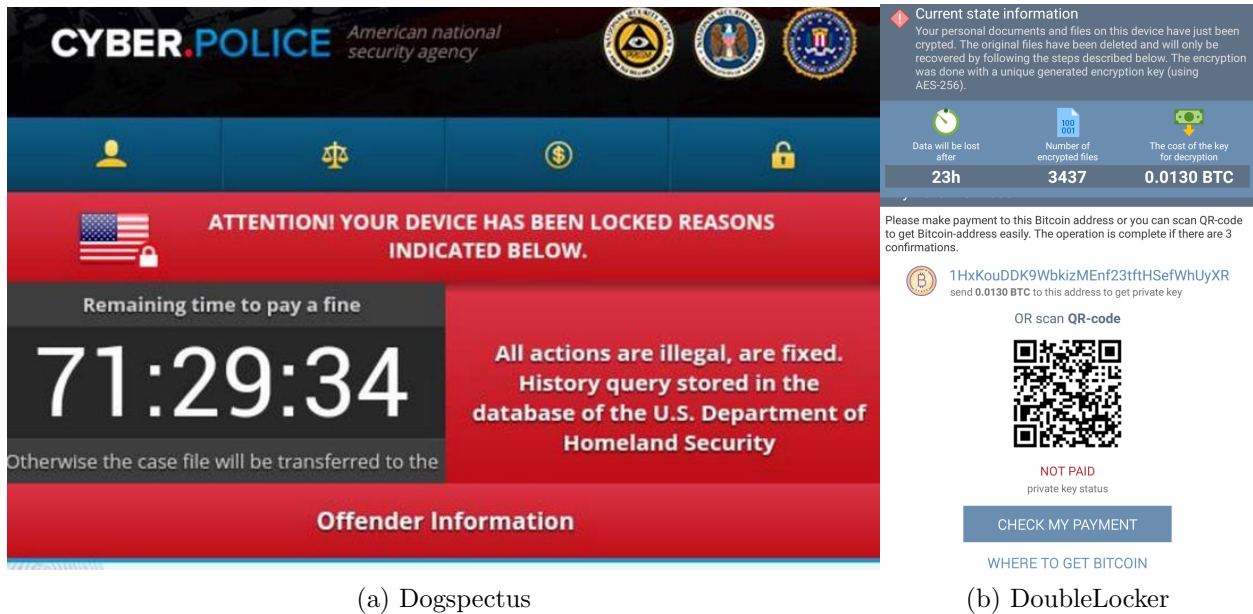 CYBER.POLICE
American national
security agency
ATTENTION! YOUR DEVICE HAS BEEN LOCKED REASONS
INDICATED BELOW.
Remaining time to pay a fine
71:29:34
Otherwise the case file will be transferred to the
All actions are illegal, are fixed.
History query stored in the
database of the U.S. Department of
Homeland Security
Offender Information
(a) Dogspectus
Current state information
Your personal documents and files on this device have just been
crypted. The original files have been deleted and will only be
recovered by following the steps described below. The encryption
was done with a unique generated encryption key (using
AES-256).
100
001
Data will be lost
after
23h
Number of
encrypted files
3437
The cost of the key
for decryption
0.0130 BTC
Please make payment to this Bitcoin address or you can scan QR-code
to get Bitcoin-address easily. The operation is complete if there are 3
confirmations.
1HxKouDDK9WbkizMEnf23tftHSefWhUyXR
send 0.0130 BTC to this address to get private key
OR scan QR-code
NOT PAID
private key status
CHECK MY PAYMENT
WHERE TO GET BITCOIN
(b) DoubleLocker